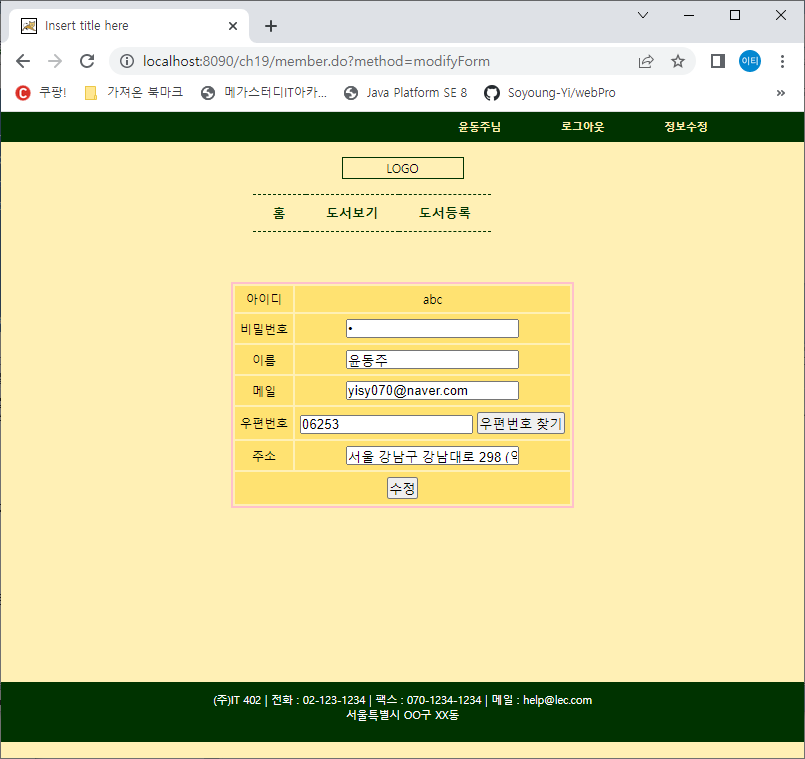 Insert title here
localhost:8090/ch19/member.do?method=modifyForm
이티
쿠팡! 가져온 북마크 메가스터디IT아카... Java Platform SE 8 Soyoung-Yi/webPro »
윤동주님 로그아웃 정보수정
LOGO
홈 도서보기 도서등록
아이디 abc
비밀번호 •
이름 윤동주
메일 yisy070@naver.com
우편번호 06253 우편번호 찾기
주소 서울 강남구 강남대로 298 (역
수정
(주)IT 402 | 전화 : 02-123-1234 | 팩스 : 070-1234-1234 | 메일 : help@lec.com
서울특별시 OO구 XX동